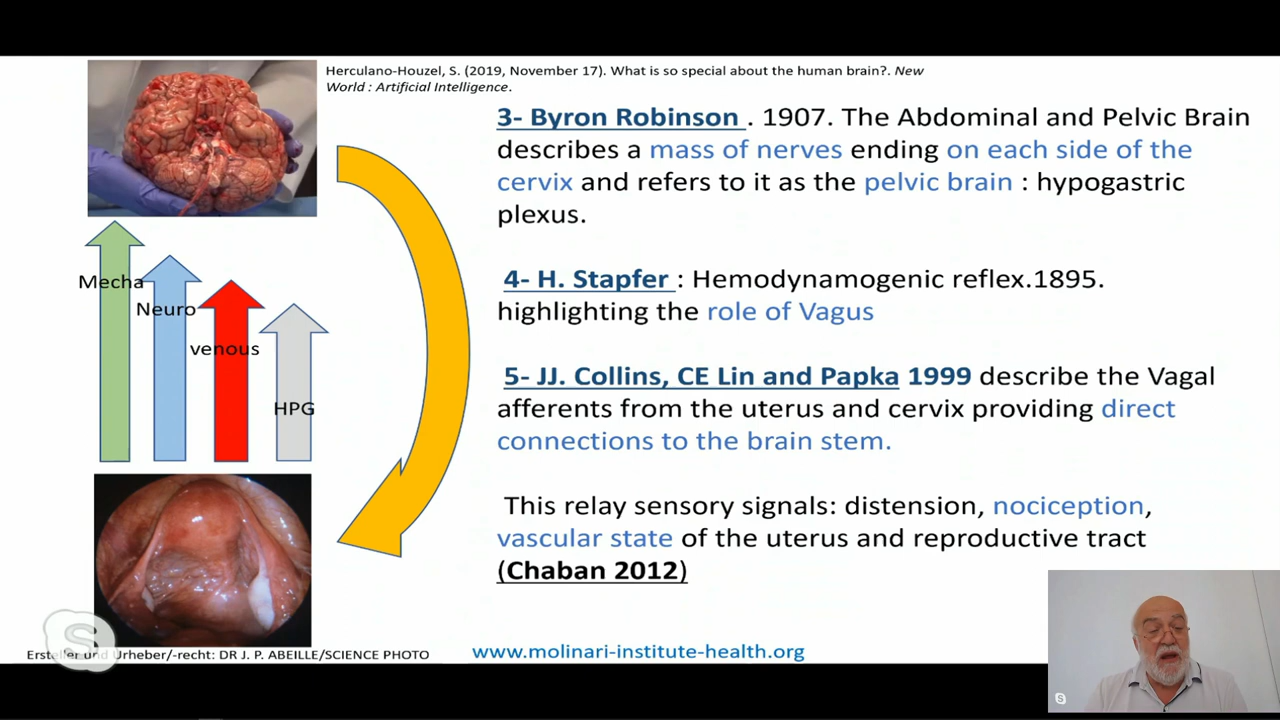 Herculano-Houzel, S. (2019, November 17). What is so special about the human brain?. New
World : Artificial Intelligence.
3- Byron Robinson . 1907. The Abdominal and Pelvic Brain
describes a mass of nerves ending on each side of the
cervix and refers to it as the pelvic brain : hypogastric
plexus.
4- H. Stapfer : Hemodynamogenic reflex.1895.
highlighting the role of Vagus
5- JJ. Collins, CE Lin and Papka 1999 describe the Vagal
afferents from the uterus and cervix providing direct
connections to the brain stem.
This relay sensory signals: distension, nociception,
vascular state of the uterus and reproductive tract
(Chaban 2012)
Mecha
Neuro
venous
HPG
Ersteller und Urheber/-recht: DR J. P. ABEILLE/SCIENCE PHOTO
www.molinari-institute-health.org